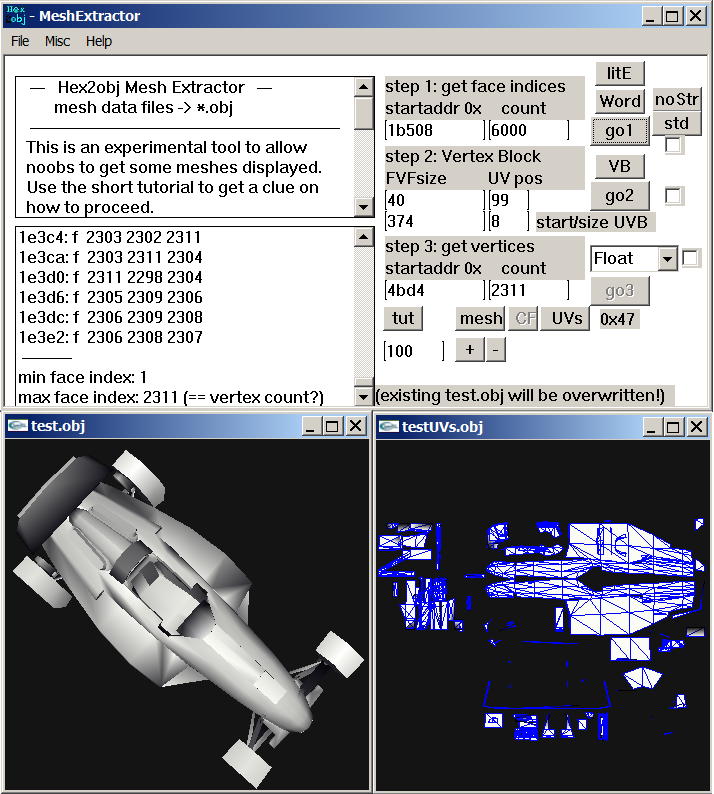 Hex
obj - MeshExtractor
File Misc Help
— Hex2obj Mesh Extractor —
mesh data files -> *.obj
This is an experimental tool to allow
noobs to get some meshes displayed.
Use the short tutorial to get a clue on
how to proceed.
1e3c4: f 2303 2302 2311
1e3ca: f 2303 2311 2304
1e3d0: f 2311 2298 2304
1e3d6: f 2305 2309 2306
1e3dc: f 2306 2309 2308
1e3e2: f 2306 2308 2307
min face index: 1
max face index: 2311 (== vertex count?)
step 1: get face indices
startaddr 0x count
1b508 6000
litE
Word
noStr
go1
std
step 2: Vertex Block
FVFsize UV pos
40 99
374 8
start/size UVB
VB
go2
step 3: get vertices
startaddr 0x count
4bd4 2311
Float
go3
tut mesh CF UVs 0x47
100 + -
(existing test.obj will be overwritten!)
test.obj
testUVs.obj